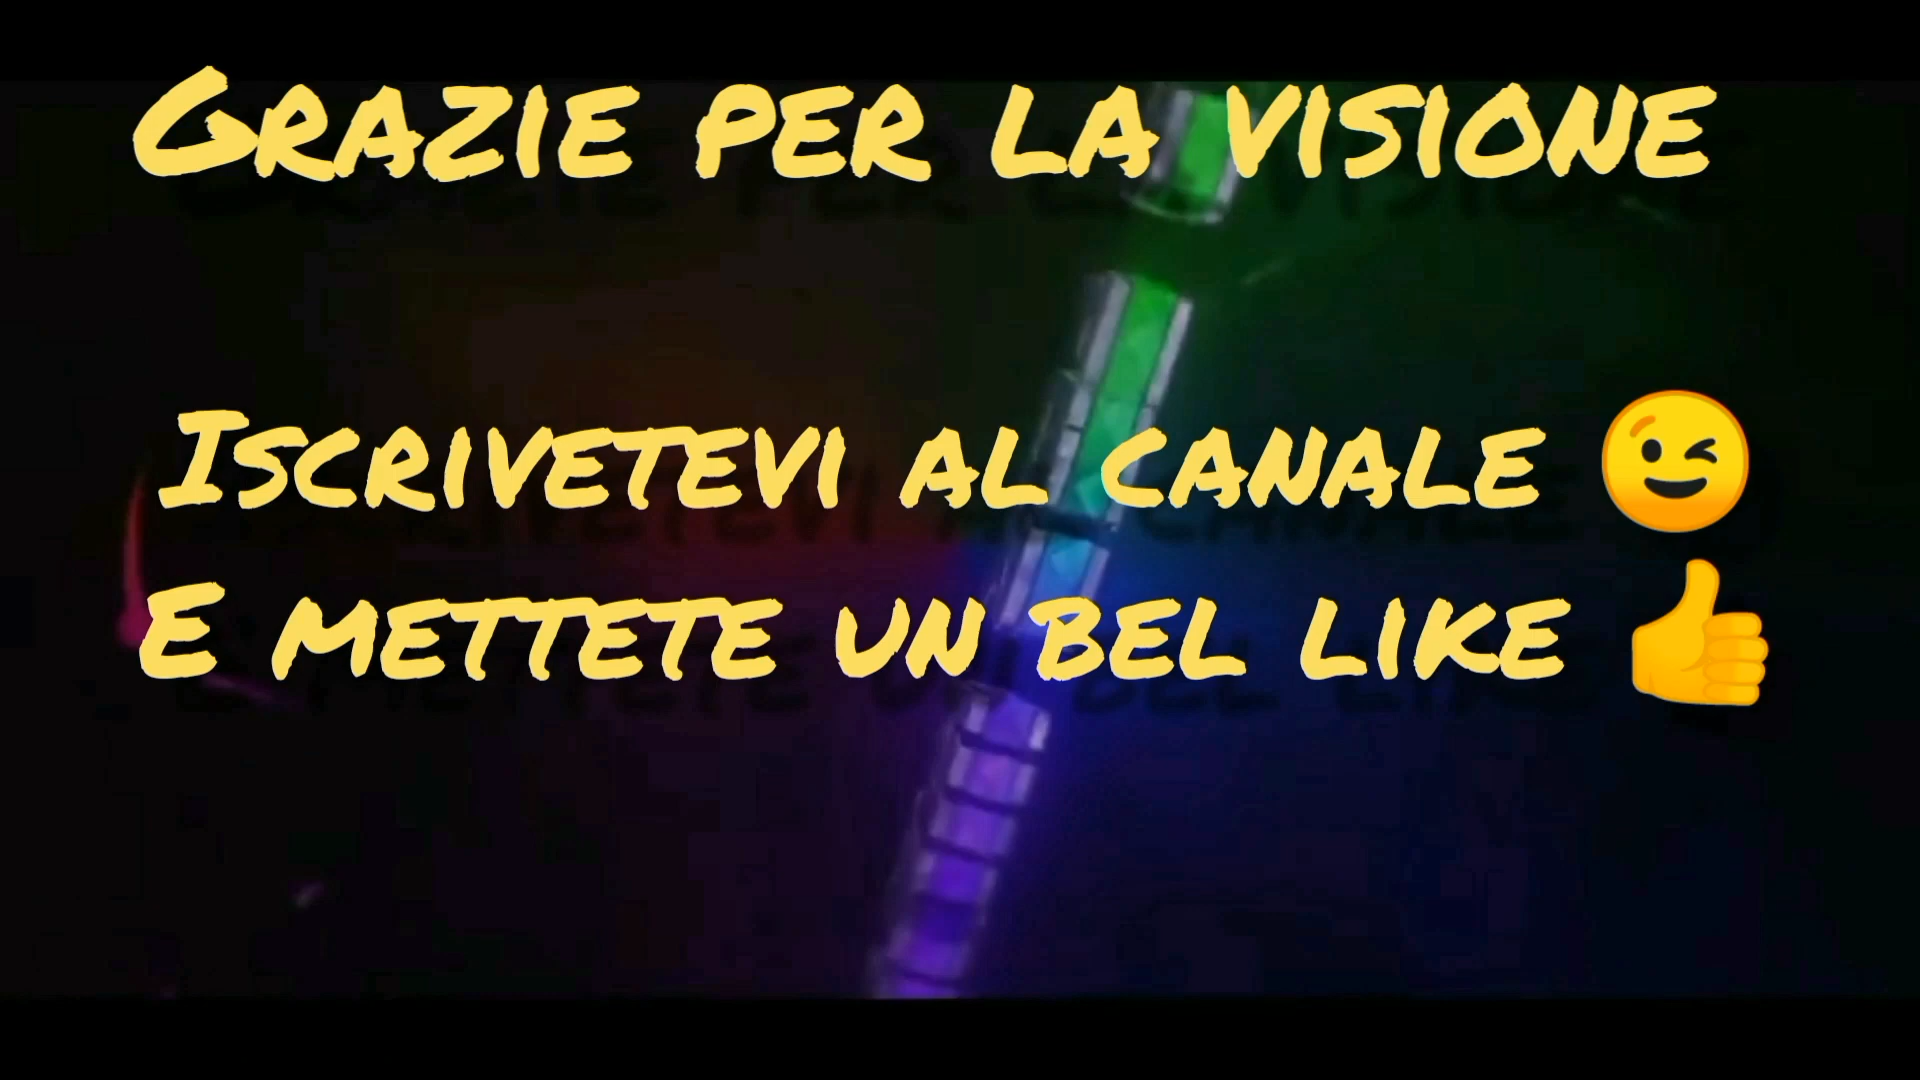 Grazie per la visione
Iscrivetevi al canale 😉
E mettete un bel like 👍